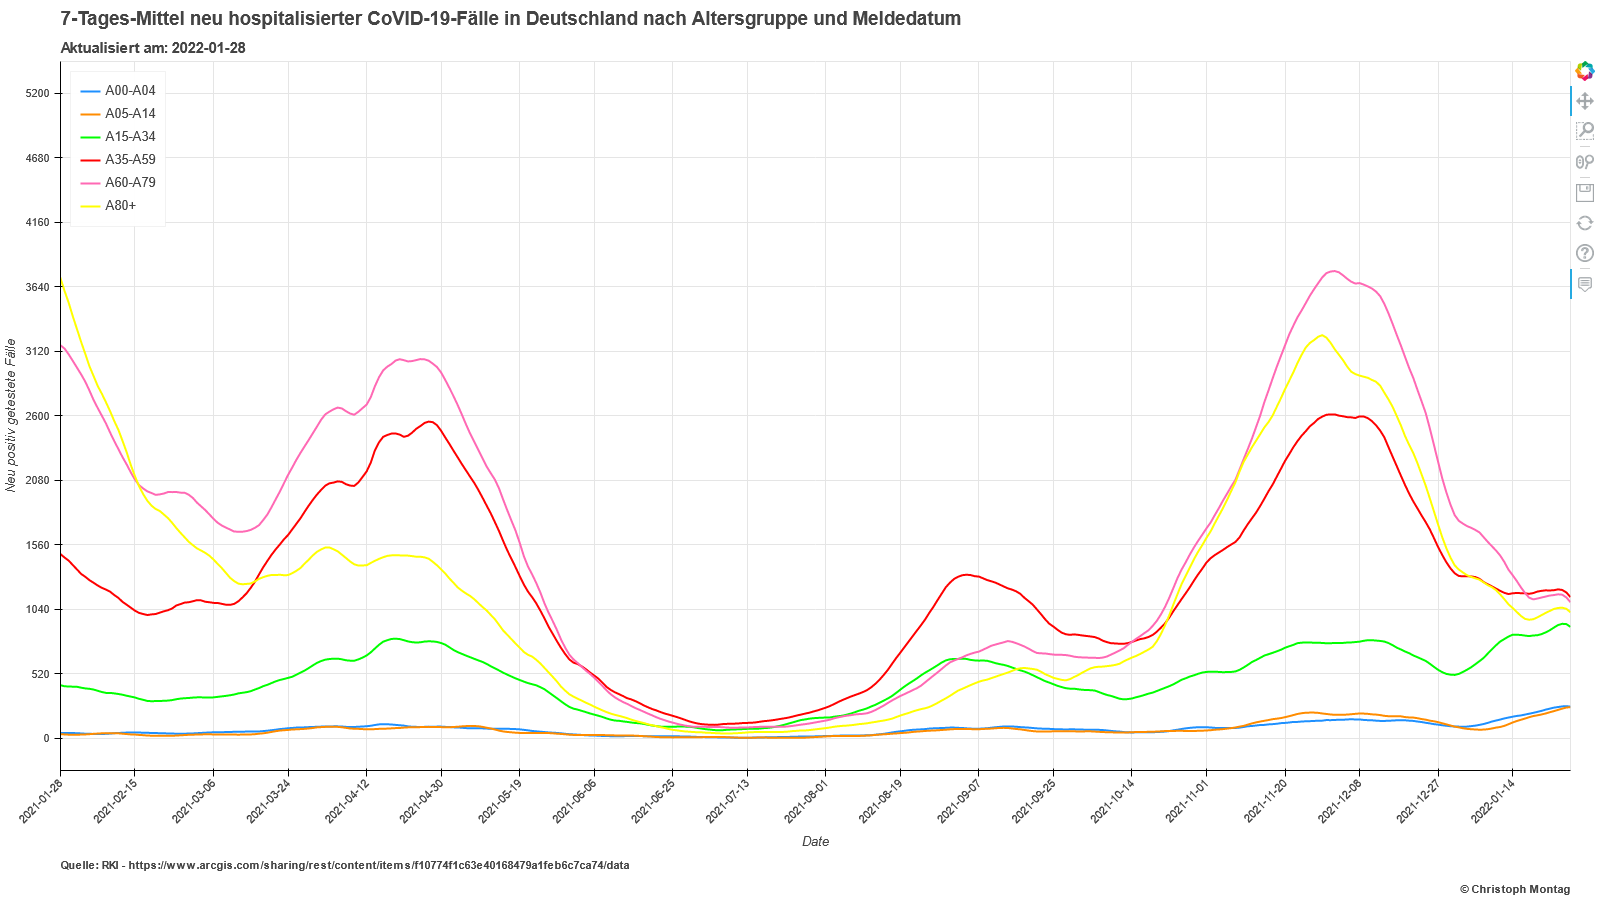 7-Tages-Mittel neu hospitalisierter CoVID-19-Fälle in Deutschland nach Altersgruppe und Meldedatum
Aktualisiert am: 2022-01-28
A00-A04
A05-A14
A15-A34
A35-A59
A60-A79
A80+
5200
4680
4160
3640
3120
2600
2080
1560
1040
520
0
Neu positiv getestete Fälle
2021-01-28
2021-02-15
2021-03-06
2021-03-24
2021-04-12
2021-04-30
2021-05-19
2021-06-06
2021-06-25
2021-07-13
2021-08-01
2021-08-19
2021-09-07
2021-09-25
2021-10-14
2021-11-01
2021-11-20
2021-12-08
2021-12-27
2022-01-14
Date
Quelle: RKI - https://www.arcgis.com/sharing/rest/content/items/f10774f1c63e40168479a1feb6c7ca74/data
© Christoph Montag